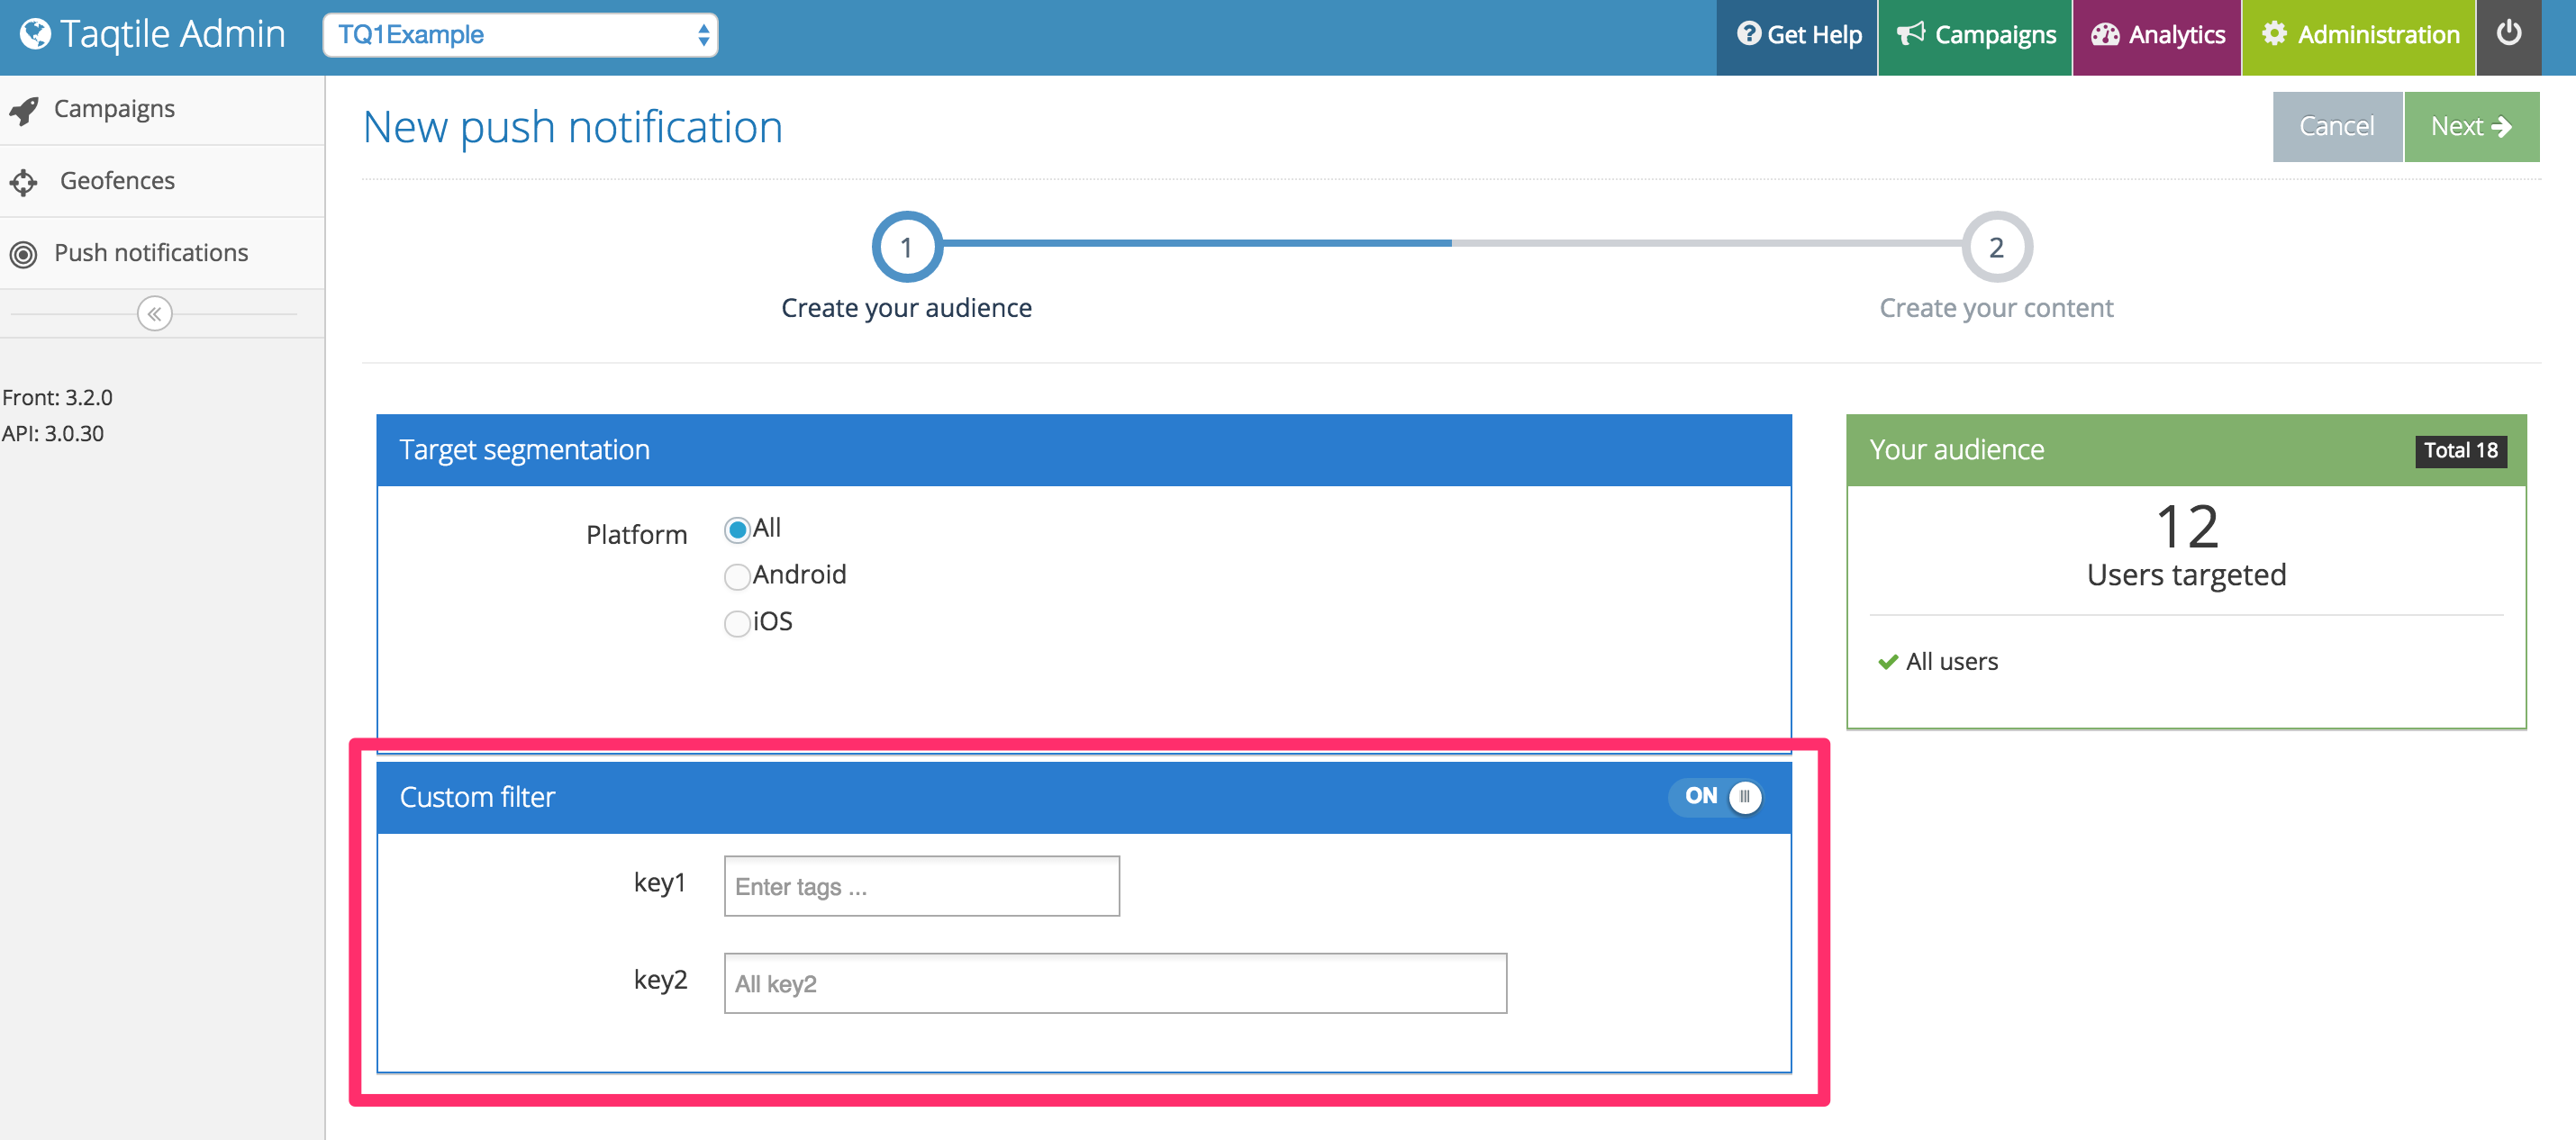 Taqtile Admin
TQ1Example
Get Help
Campaigns
Analytics
Administration
Campaigns
Geofences
Push notifications
Front: 3.2.0
API: 3.0.30
New push notification
Cancel
Next
1
2
Create your audience
Create your content
Target segmentation
Platform
All
Android
iOS
Your audience
Total 18
12
Users targeted
All users
Custom filter
ON
key1
Enter tags ...
key2
All key2